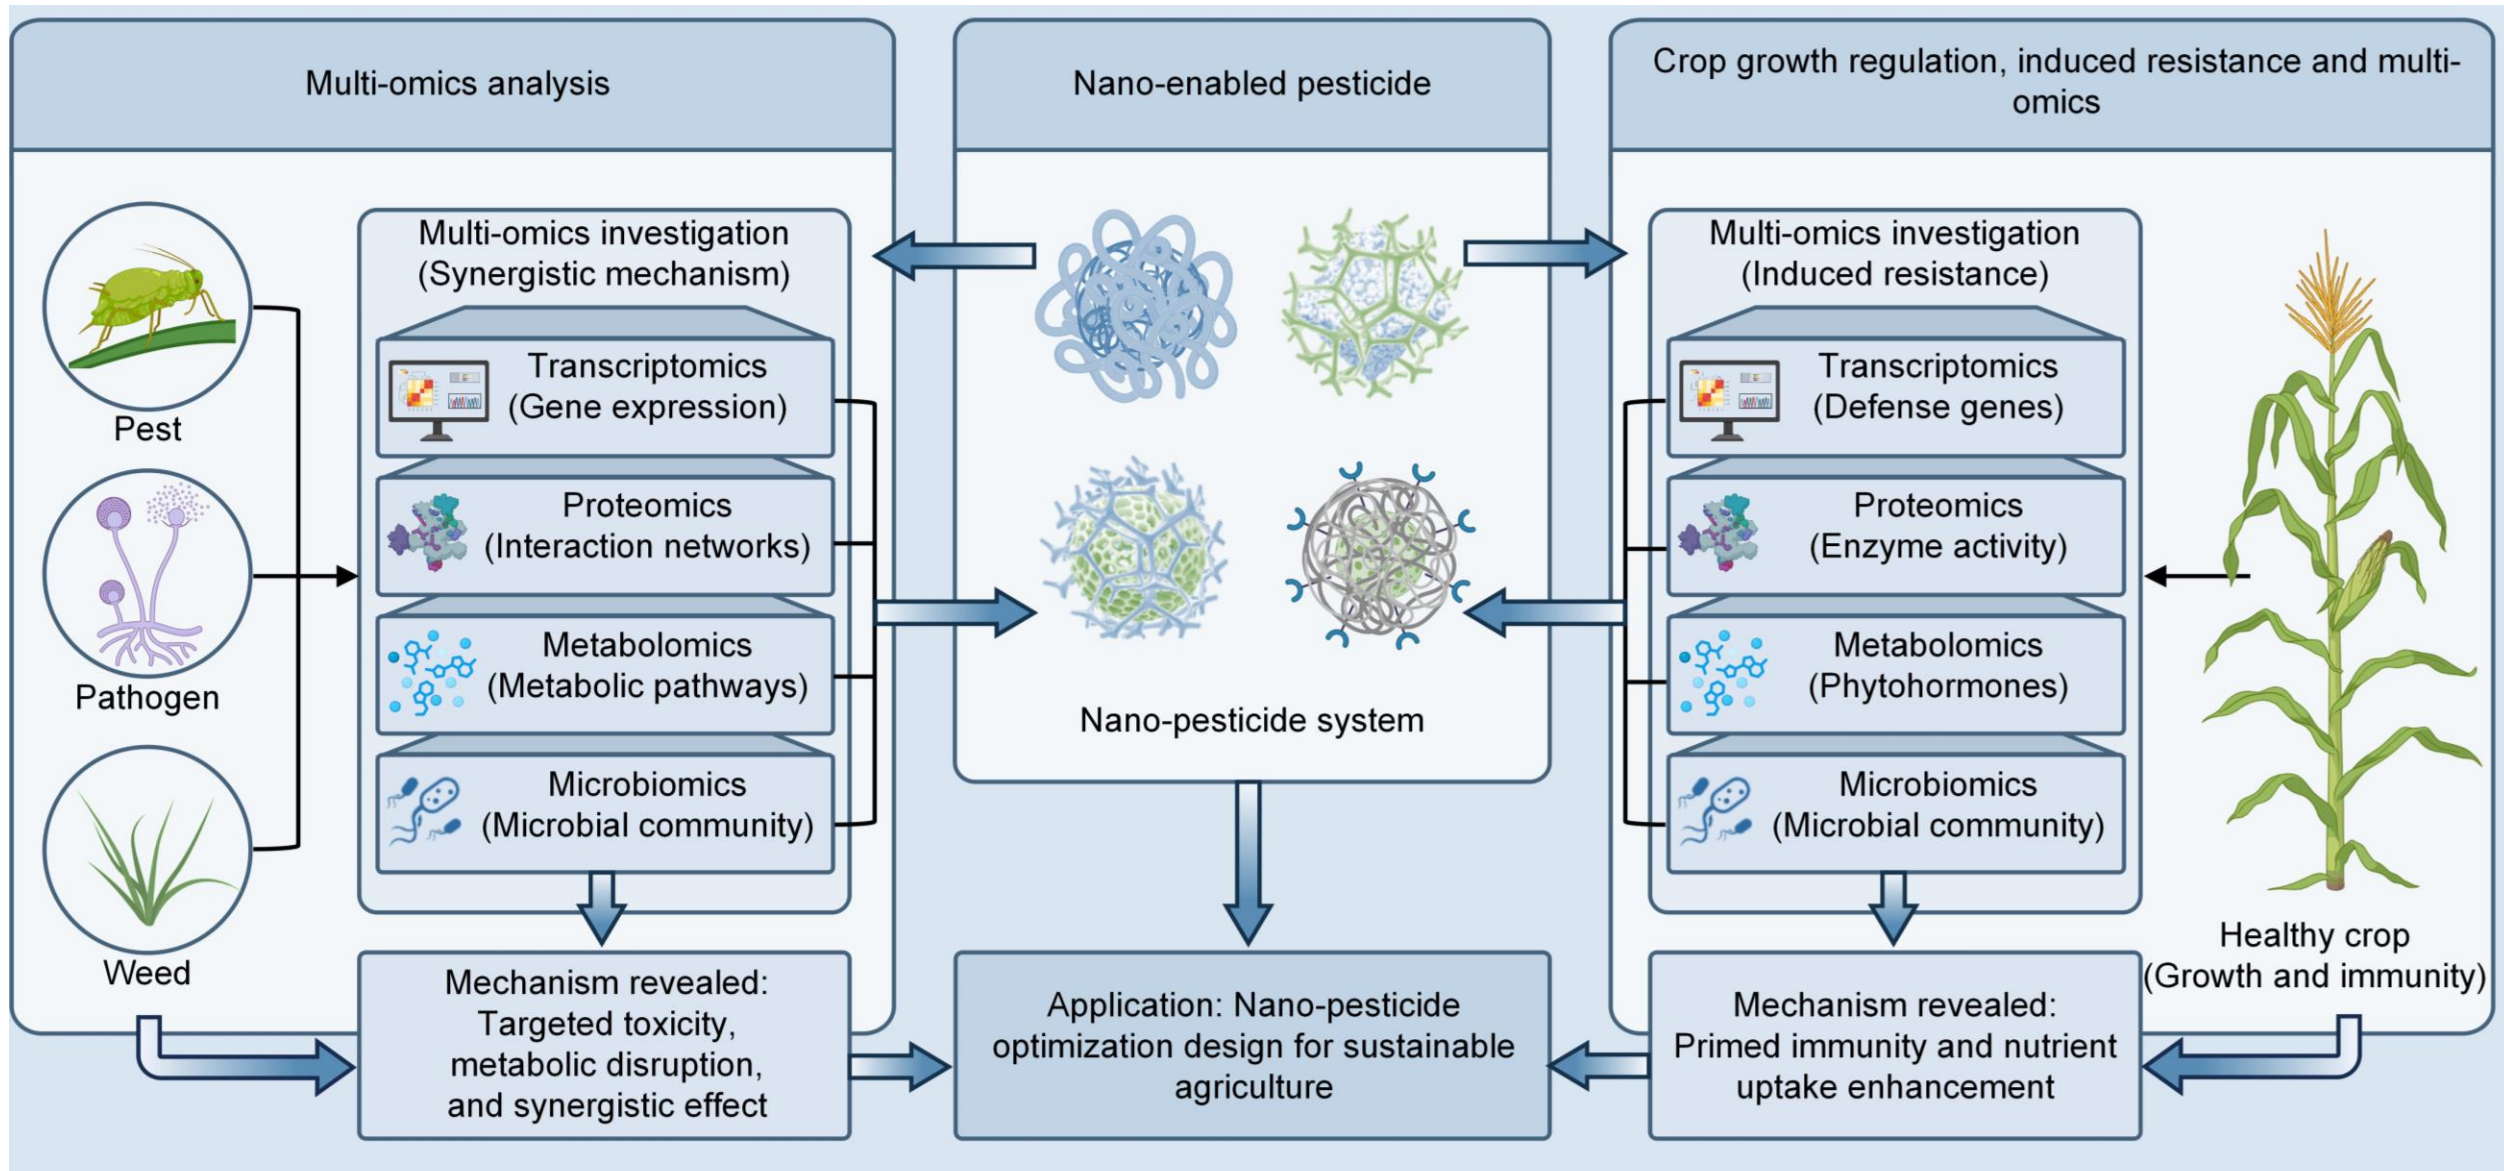 Multi-omics analysis
Pest
Pathogen
Weed
Multi-omics investigation
(Synergistic mechanism)
Transcriptomics
(Gene expression)
Proteomics
(Interaction networks)
Metabolomics
(Metabolic pathways)
Microbiomics
(Microbial community)
Mechanism revealed:
Targeted toxicity,
metabolic disruption,
and synergistic effect
Nano-enabled pesticide
Nano-pesticide system
Application: Nano-pesticide
optimization design for sustainable
agriculture
Crop growth regulation, induced resistance and multi-
omics
Multi-omics investigation
(Induced resistance)
Transcriptomics
(Defense genes)
Proteomics
(Enzyme activity)
Metabolomics
(Phytohormones)
Microbiomics
(Microbial community)
Mechanism revealed:
Primed immunity and nutrient
uptake enhancement
Healthy crop
(Growth and immunity)